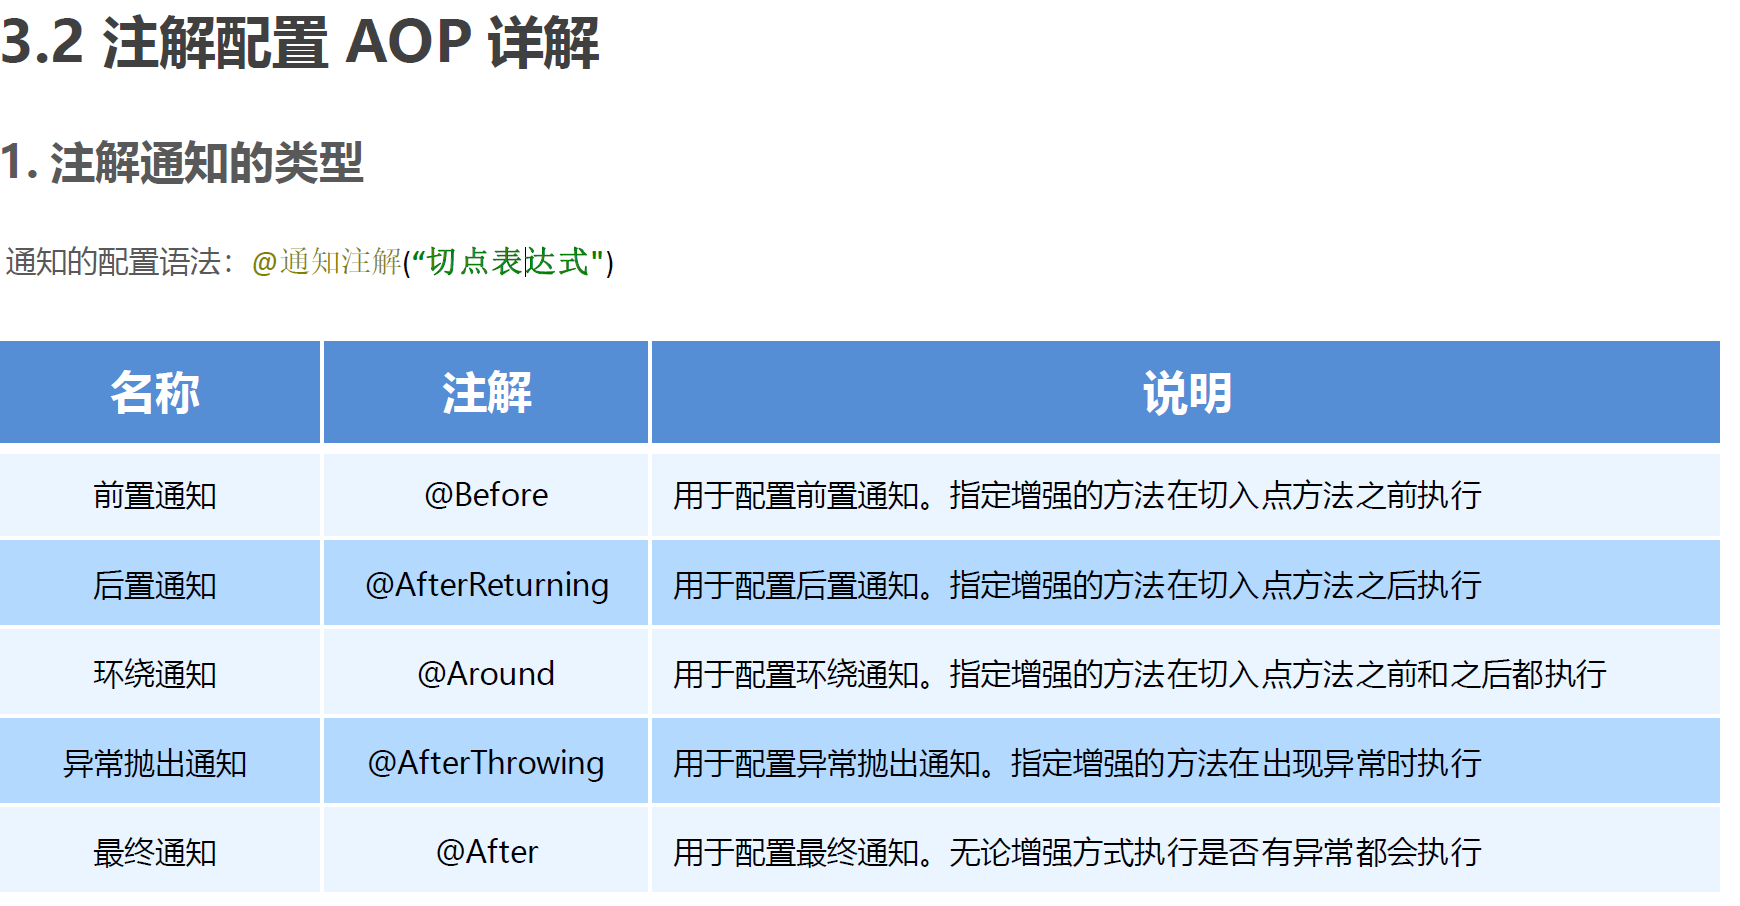 3.2 注解配置 AOP 详解
1. 注解通知的类型
通知的配置语法：@通知注解(“切点表达式")
名称 注解 说明
前置通知 @Before 用于配置前置通知。指定增强的方法在切入点方法之前执行
后置通知 @AfterReturning 用于配置后置通知。指定增强的方法在切入点方法之后执行
环绕通知 @Around 用于配置环绕通知。指定增强的方法在切入点方法之前和之后都执行
异常抛出通知 @AfterThrowing 用于配置异常抛出通知。指定增强的方法在出现异常时执行
最终通知 @After 用于配置最终通知。无论增强方式执行是否有异常都会执行